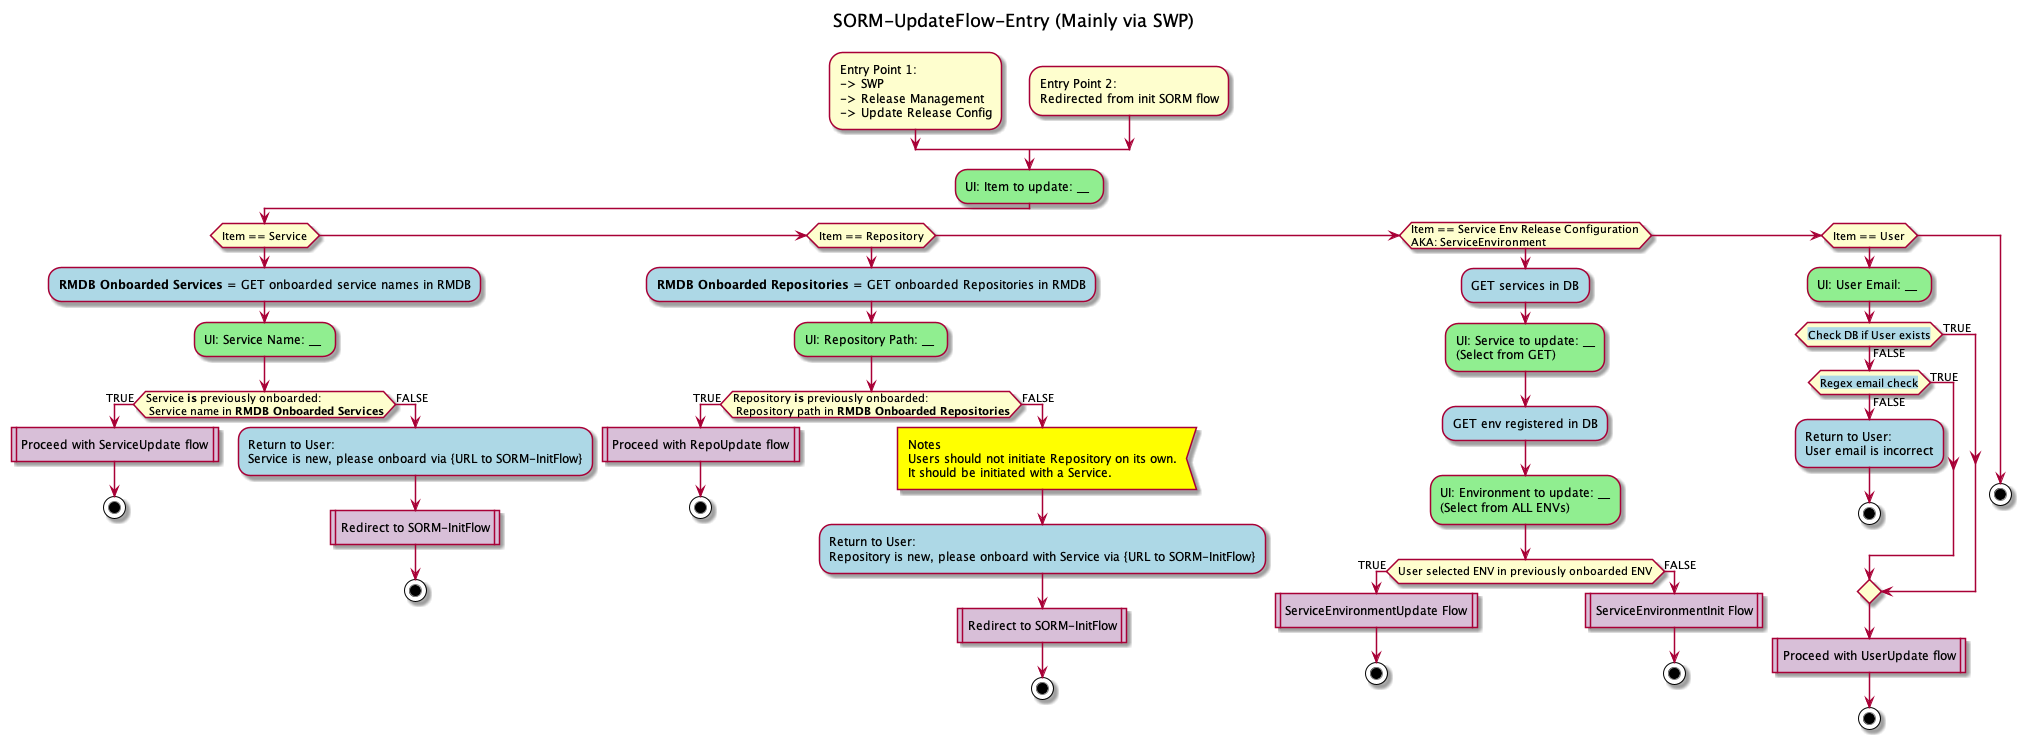 SORM-UpdateFlow-Entry (Mainly via SWP)
Entry Point 1:
-> SWP
-> Release Management
-> Update Release Config
Entry Point 2:
Redirected from init SORM flow
UI: Item to update: __
Item == Service
RMDB Onboarded Services = GET onboarded service names in RMDB
UI: Service Name: __
TRUE
Service is previously onboarded:
Service name in RMDB Onboarded Services
FALSE
Proceed with ServiceUpdate flow
Return to User:
Service is new, please onboard via {URL to SORM-InitFlow}
Redirect to SORM-InitFlow
Item == Repository
RMDB Onboarded Repositories = GET onboarded Repositories in RMDB
UI: Repository Path: __
TRUE
Repository is previously onboarded:
Repository path in RMDB Onboarded Repositories
FALSE
Proceed with RepoUpdate flow
Notes
Users should not initiate Repository on its own.
It should be initiated with a Service.
Return to User:
Repository is new, please onboard with Service via {URL to SORM-InitFlow}
Redirect to SORM-InitFlow
Item == Service Env Release Configuration
AKA: ServiceEnvironment
GET services in DB
UI: Service to update: __
(Select from GET)
GET env registered in DB
UI: Environment to update: __
(Select from ALL ENVs)
TRUE
User selected ENV in previously onboarded ENV
FALSE
ServiceEnvironmentUpdate Flow
ServiceEnvironmentInit Flow
Item == User
UI: User Email: __
Check DB if User exists
TRUE
FALSE
Regex email check
TRUE
FALSE
Return to User:
User email is incorrect
Proceed with UserUpdate flow